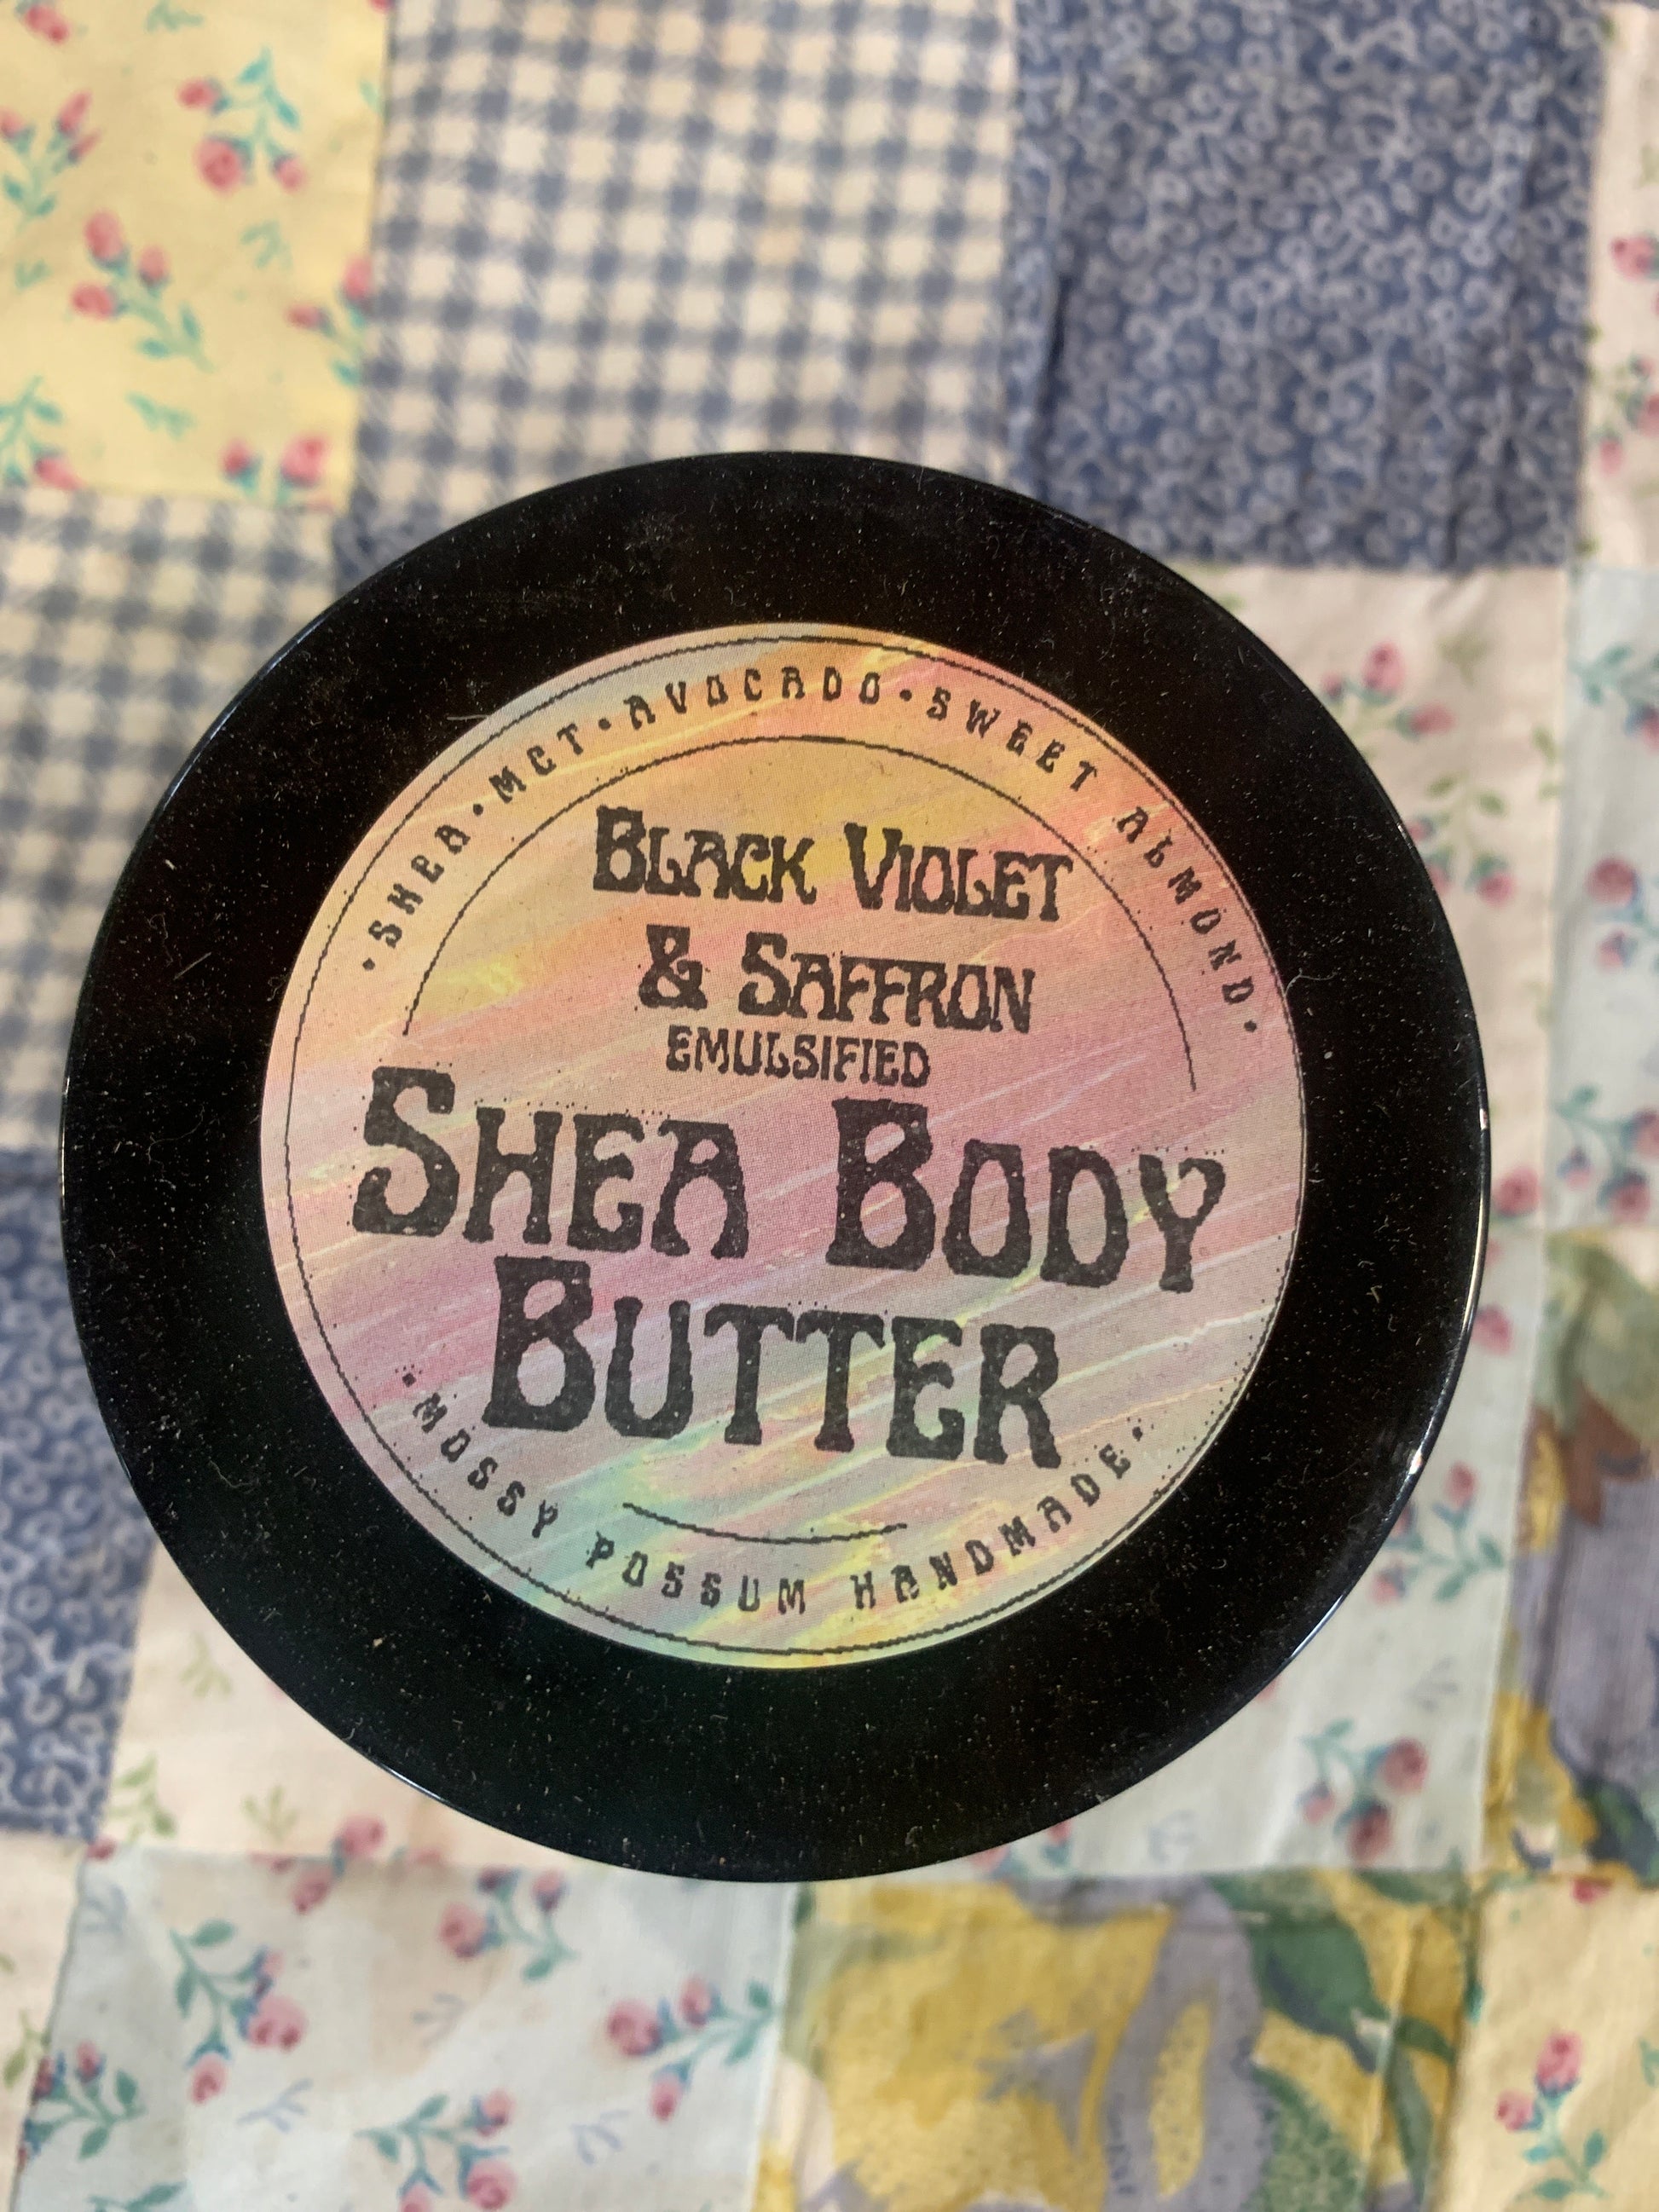 •SHEA•MCT•AVOCADO•SWEET ALMOND•
BLACK VIOLET
& SAFFRON
EMULSIFIED
SHEA BODY
BUTTER
•MOSSY POSSUM HANDMADE•